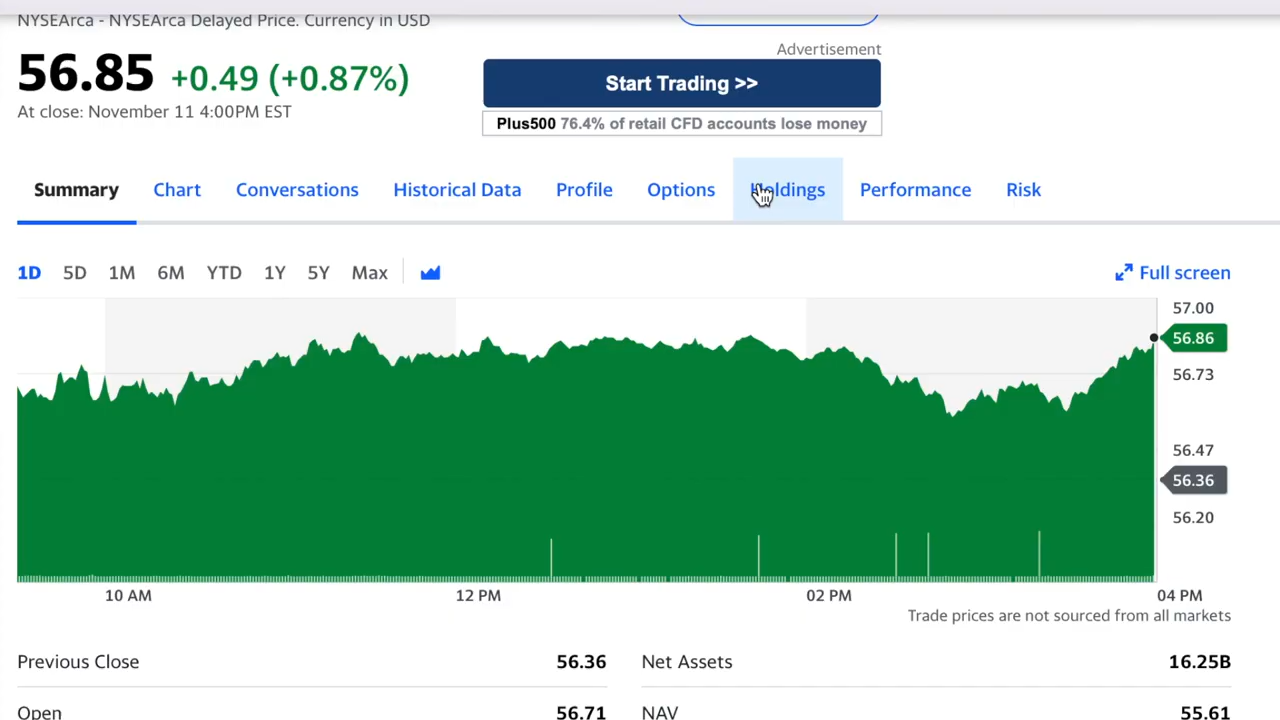 NYSEArca - NYSEArca Delayed Price. Currency in USD
Advertisement
56.85 +0.49 (+0.87%)
At close: November 11 4:00PM EST
Start Trading >>
Plus500 76.4% of retail CFD accounts lose money
Summary Chart Conversations Historical Data Profile Options Holdings Performance Risk
1D 5D 1M 6M YTD 1Y 5Y Max Full screen
57.00
56.86
56.73
56.47
56.36
56.20
10 AM 12 PM 02 PM 04 PM
Trade prices are not sourced from all markets
Previous Close 56.36 Net Assets 16.25B
Open 56.71 NAV 55.61